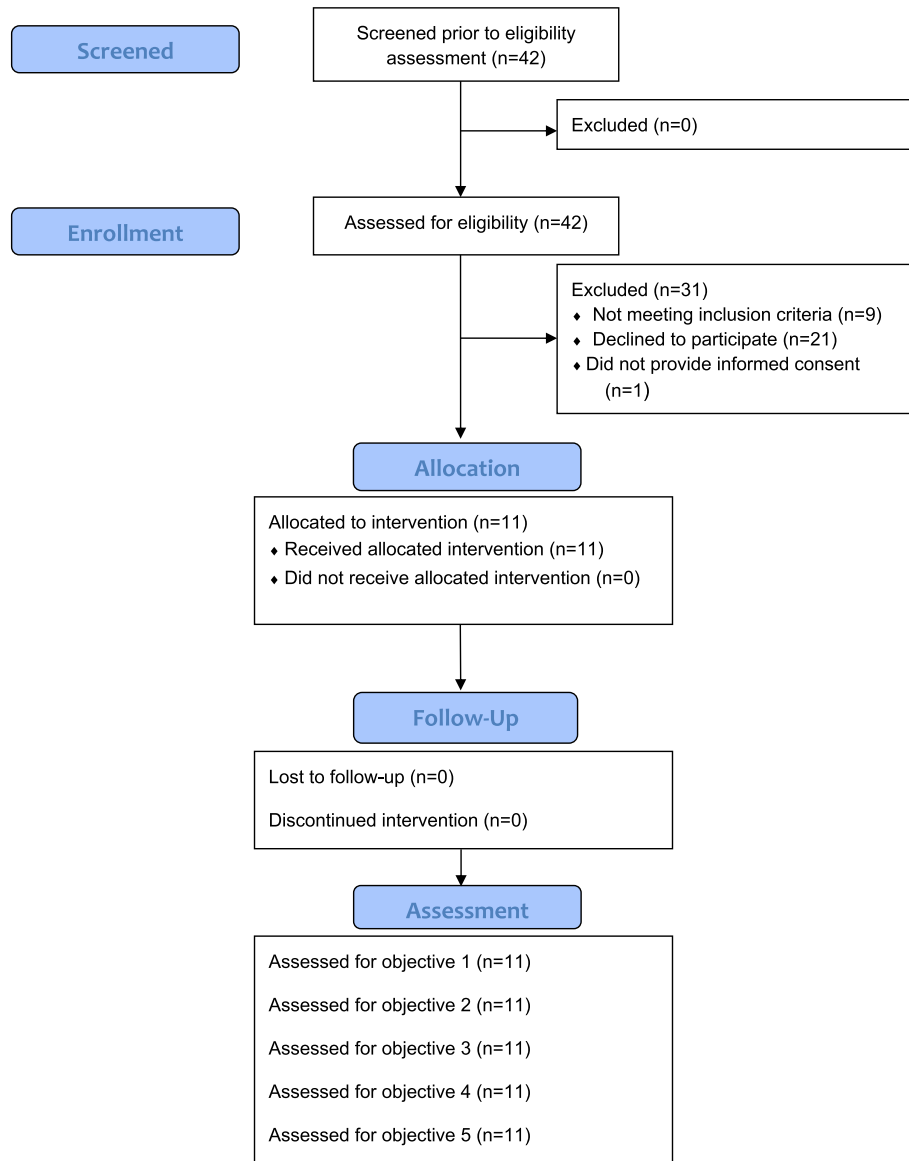 Screened
Screened prior to eligibility
assessment (n=42)
Excluded (n=0)
Enrollment
Assessed for eligibility (n=42)
Excluded (n=31)
♦ Not meeting inclusion criteria (n=9)
♦ Declined to participate (n=21)
♦ Did not provide informed consent
(n=1)
Allocation
Allocated to intervention (n=11)
♦ Received allocated intervention (n=11)
♦ Did not receive allocated intervention (n=0)
Follow-Up
Lost to follow-up (n=0)
Discontinued intervention (n=0)
Assessment
Assessed for objective 1 (n=11)
Assessed for objective 2 (n=11)
Assessed for objective 3 (n=11)
Assessed for objective 4 (n=11)
Assessed for objective 5 (n=11)